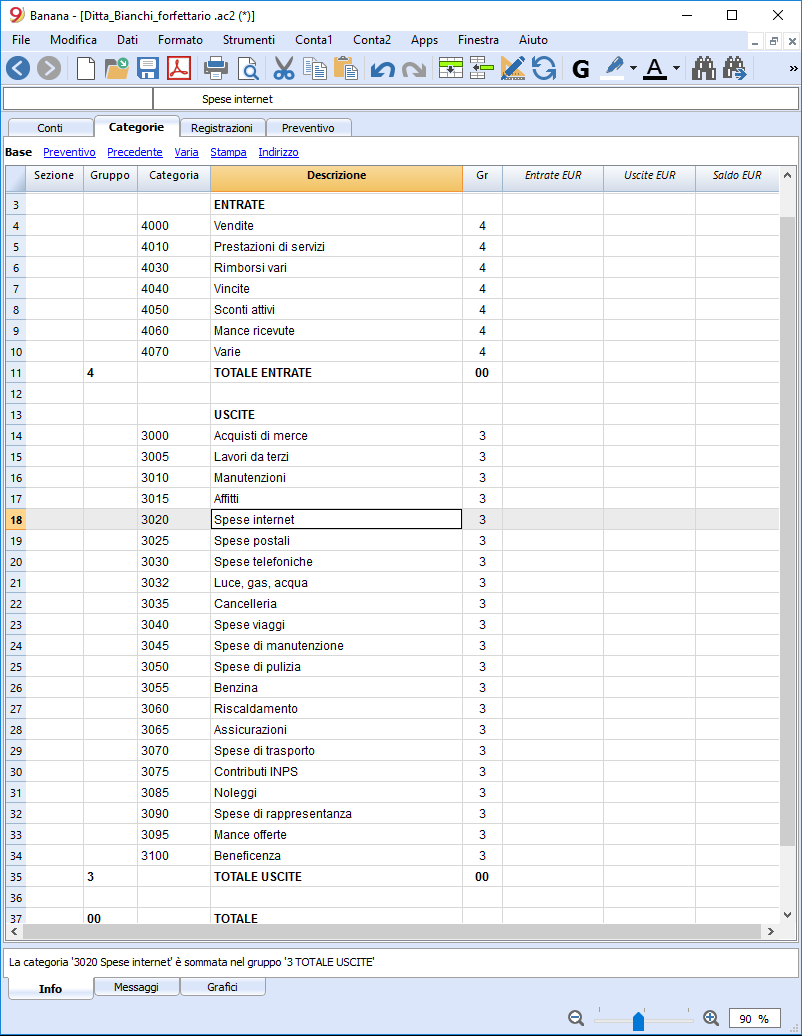 Banana - [Ditta_Bianchi_forfettario .ac2 (*)]
File Modifica Dati Formato Strumenti Conta1 Conta2 Apps Finestra Aiuto
G A »
Spese internet
Conti Categorie Registrazioni Preventivo
Base Preventivo Precedente Varia Stampa Indirizzo
Sezione Gruppo Categoria Descrizione Gr Entrate EUR Uscite EUR Saldo EUR
3 ENTRATE
4 4000 Vendite 4
5 4010 Prestazioni di servizi 4
6 4030 Rimborsi vari 4
7 4040 Vincite 4
8 4050 Sconti attivi 4
9 4060 Mance ricevute 4
10 4070 Varie 4
11 4 TOTALE ENTRATE 00
12
13 USCITE
14 3000 Acquisti di merce 3
15 3005 Lavori da terzi 3
16 3010 Manutenzioni 3
17 3015 Affitti 3
18 3020 Spese internet 3
19 3025 Spese postali 3
20 3030 Spese telefoniche 3
21 3032 Luce, gas, acqua 3
22 3035 Cancelleria 3
23 3040 Spese viaggi 3
24 3045 Spese di manutenzione 3
25 3050 Spese di pulizia 3
26 3055 Benzina 3
27 3060 Riscaldamento 3
28 3065 Assicurazioni 3
29 3070 Spese di trasporto 3
30 3075 Contributi INPS 3
31 3085 Noleggi 3
32 3090 Spese di rappresentanza 3
33 3095 Mance offerte 3
34 3100 Beneficenza 3
35 3 TOTALE USCITE 00
36
37 00 TOTALE
La categoria '3020 Spese internet' è sommata nel gruppo '3 TOTALE USCITE'
Info Messaggi Grafici
90 %